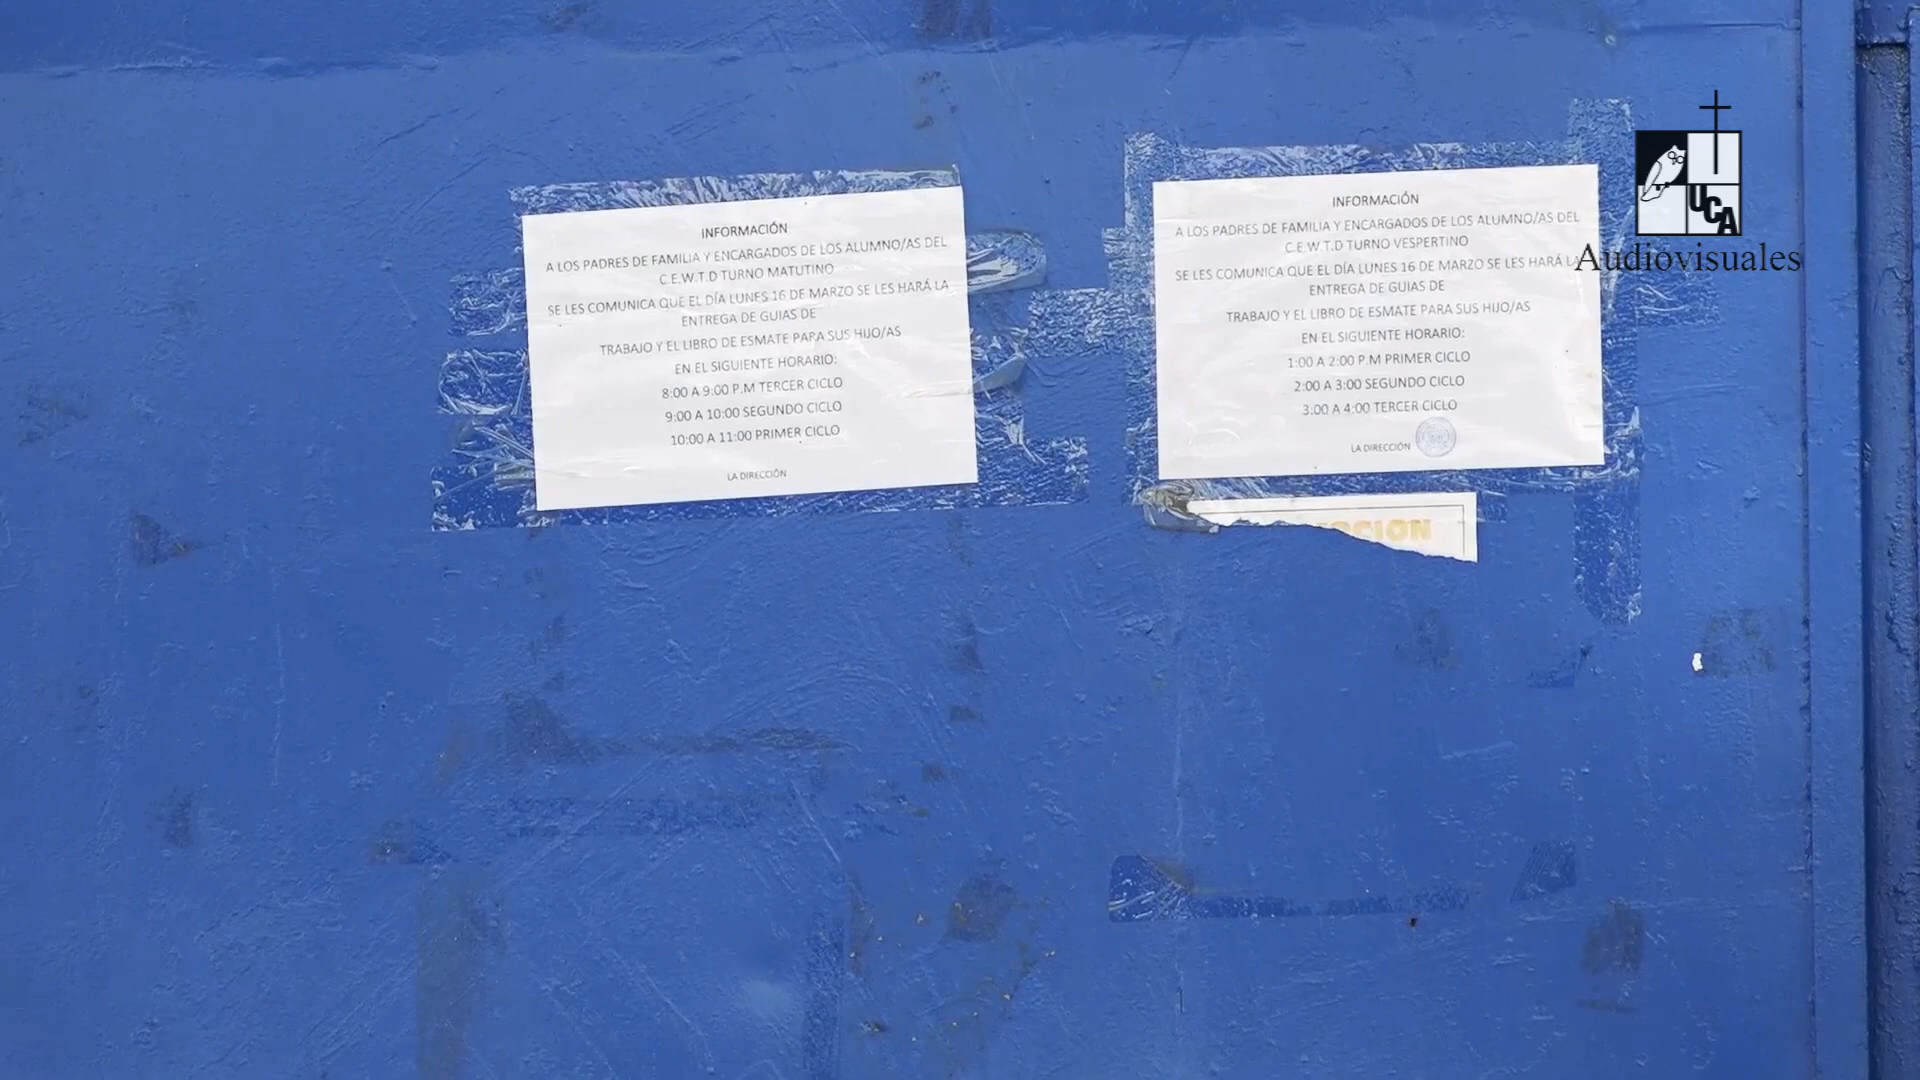 INFORMACIÓN
A LOS PADRES DE FAMILIA Y ENCARGADOS DE LOS ALUMNO/AS DEL
C.E.W.T.D TURNO MATUTINO
SE LES COMUNICA QUE EL DÍA LUNES 16 DE MARZO SE LES HARÁ LA
ENTREGA DE GUIAS DE
TRABAJO Y EL LIBRO DE ESMATE PARA SUS HIJO/AS
EN EL SIGUIENTE HORARIO:
8:00 A 9:00 P.M TERCER CICLO
9:00 A 10:00 SEGUNDO CICLO
10:00 A 11:00 PRIMER CICLO
LA DIRECCIÓN
INFORMACIÓN
A LOS PADRES DE FAMILIA Y ENCARGADOS DE LOS ALUMNO/AS DEL
C.E.W.T.D TURNO VESPERTINO
SE LES COMUNICA QUE EL DÍA LUNES 16 DE MARZO SE LES HARÁ LA
ENTREGA DE GUIAS DE
TRABAJO Y EL LIBRO DE ESMATE PARA SUS HIJO/AS
EN EL SIGUIENTE HORARIO:
1:00 A 2:00 P.M PRIMER CICLO
2:00 A 3:00 SEGUNDO CICLO
3:00 A 4:00 TERCER CICLO
LA DIRECCIÓN
CION
UCA
Audiovisuales